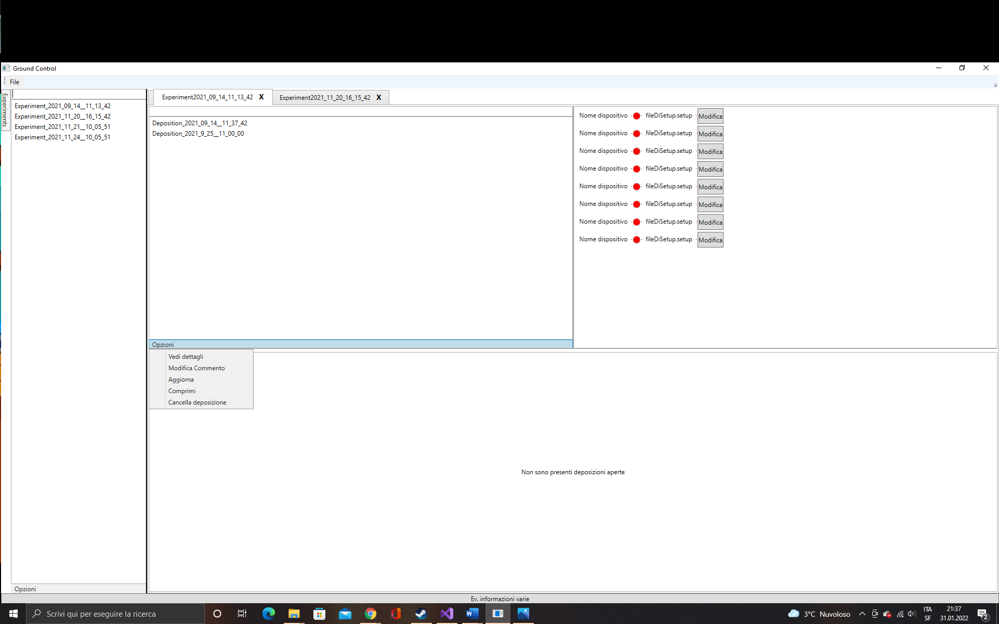 Ground Control
File
Experiments
Experiment_2021_09_14__11_13_42
Experiment_2021_11_20__16_15_42
Experiment_2021_11_21__10_05_51
Experiment_2021_11_24__10_05_51
Opzioni
Experiment2021_09_14_11_13_42 X
Experiment2021_11_20_16_15_42 X
Deposition_2021_09_14__11_37_42
Deposition_2021_9_25__11_00_00
Opzioni
Vedi dettagli
Modifica Commento
Aggiorna
Comprimi
Cancella deposizione
Nome dispositivo fileDiSetup.setup Modifica
Nome dispositivo fileDiSetup.setup Modifica
Nome dispositivo fileDiSetup.setup Modifica
Nome dispositivo fileDiSetup.setup Modifica
Nome dispositivo fileDiSetup.setup Modifica
Nome dispositivo fileDiSetup.setup Modifica
Nome dispositivo fileDiSetup.setup Modifica
Nome dispositivo fileDiSetup.setup Modifica
Non sono presenti deposizioni aperte
Ev. informazioni varie
Scrivi qui per eseguire la ricerca
3°C Nuvoloso
ITA
SF
21:37
31.01.2022
2